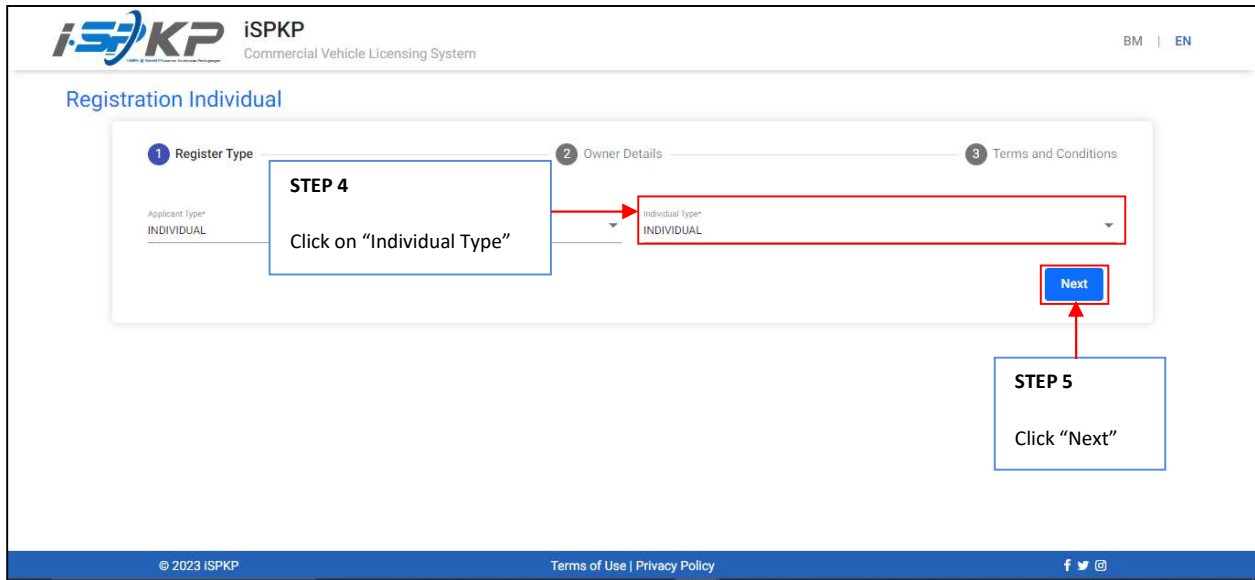 i.SPKP
iSPKP
Commercial Vehicle Licensing System
BM | EN
Registration Individual
1 Register Type
2 Owner Details
3 Terms and Conditions
STEP 4
Click on “Individual Type”
Applicant Type*
INDIVIDUAL
Individual Type*
INDIVIDUAL
Next
STEP 5
Click “Next”
© 2023 iSPKP
Terms of Use | Privacy Policy